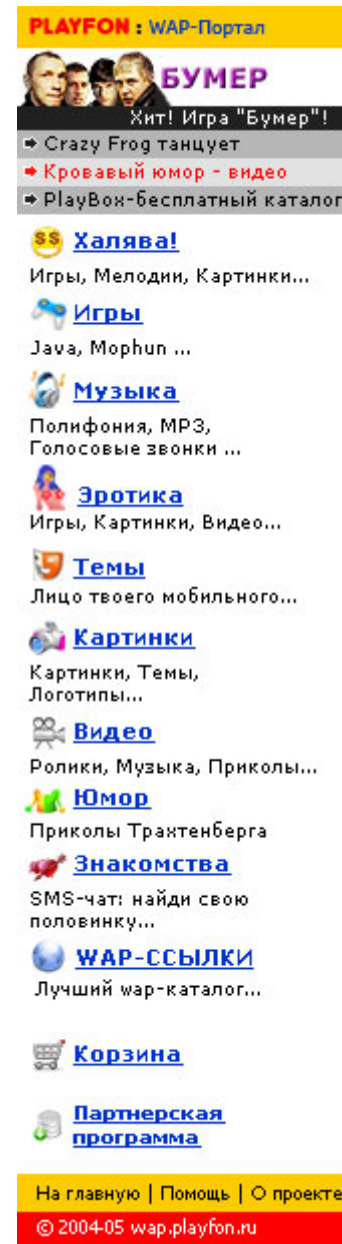 PLAYFON : WAP-Портал
БУМЕР
Хит! Игра "Бумер"!
Crazy Frog танцует
Кровавый юмор - видео
PlayBox-бесплатный каталог
$$ Халява!
Игры, Мелодии, Картинки...
Игры
Java, Mophun ...
Музыка
Полифония, MP3,
Голосовые звонки ...
Эротика
Игры, Картинки, Видео...
Темы
Лицо твоего мобильного...
Картинки
Картинки, Темы,
Логотипы...
Видео
Ролики, Музыка, Приколы...
Юмор
Приколы Трахтенберга
Знакомства
SMS-чат: найди свою
половинку...
WAP-ССЫЛКИ
Лучший wap-каталог...
Корзина
Партнерская
программа
На главную | Помощь | О проекте
© 2004-05 wap.playfon.ru